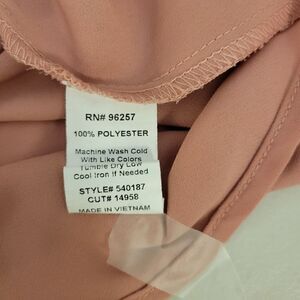 RN# 96257
100% POLYESTER
Machine Wash Cold
With Like Colors
Tumble Dry Low
Cool Iron If Needed
STYLE# 540187
CUT# 14958
MADE IN VIETNAM